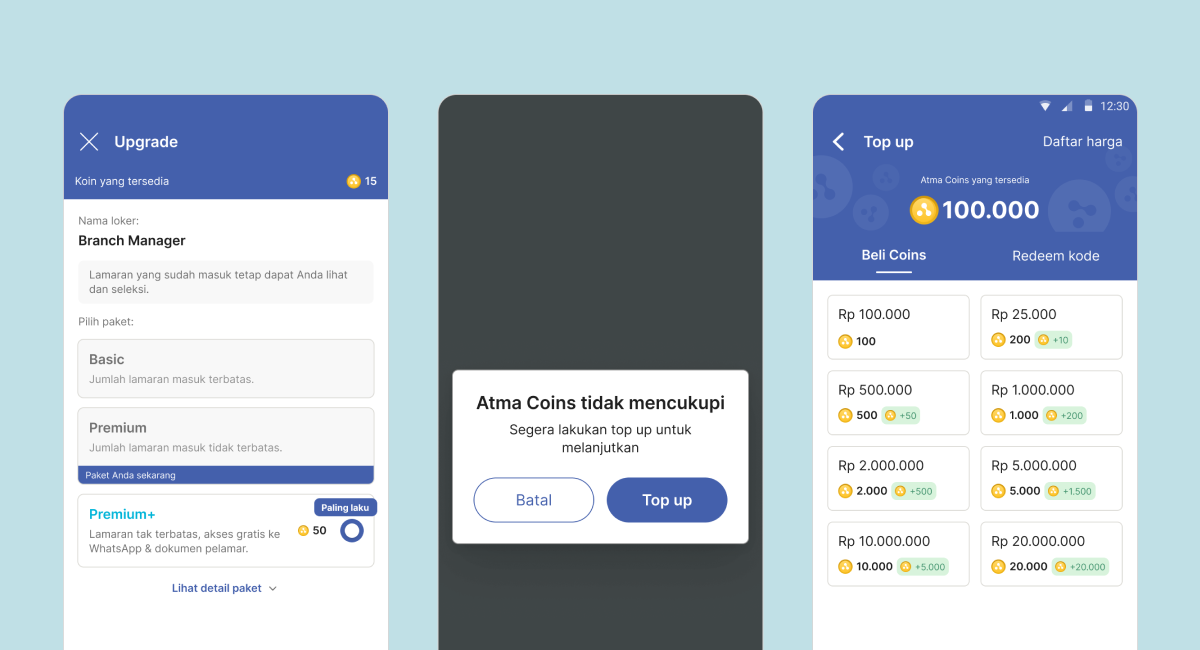 Upgrade
Koin yang tersedia
15
Nama loker:
Branch Manager
Lamaran yang sudah masuk tetap dapat Anda lihat
dan seleksi.
Pilih paket:
Basic
Jumlah lamaran masuk terbatas.
Premium
Jumlah lamaran masuk tidak terbatas.
Paket Anda sekarang
Paling laku
Premium+
Lamaran tak terbatas, akses gratis ke
WhatsApp & dokumen pelamar.
50
Lihat detail paket
Atma Coins tidak mencukupi
Segera lakukan top up untuk
melanjutkan
Batal
Top up
12:30
Top up
Daftar harga
Atma Coins yang tersedia
100.000
Beli Coins
Redeem kode
Rp 100.000
100
Rp 25.000
200 +10
Rp 500.000
500 +50
Rp 1.000.000
1.000 +200
Rp 2.000.000
2.000 +500
Rp 5.000.000
5.000 +1.500
Rp 10.000.000
10.000 +5.000
Rp 20.000.000
20.000 +20.000